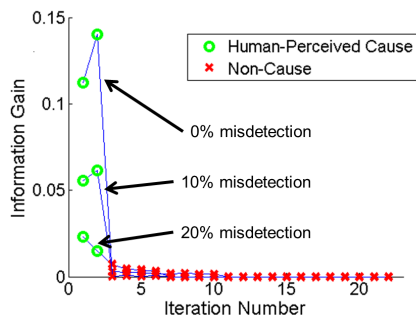 0.15
0.1
0.05
0
Information Gain
Human-Perceived Cause
Non-Cause
0% misdetection
10% misdetection
20% misdetection
0 5 10 15 20
Iteration Number